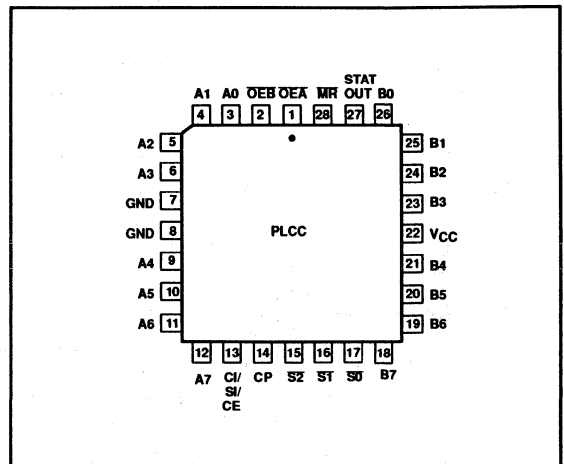 STAT
A1 A0 OEB OEA MR OUT B0
4 3 2 1 28 27 26
A2 5 25 B1
A3 6 24 B2
GND 7 23 B3
GND 8 PLCC 22 VCC
A4 9 21 B4
A5 10 20 B5
A6 11 19 B6
12 13 14 15 16 17 18
A7 CI/ CP S2 S1 S0 B7
SI/
CE